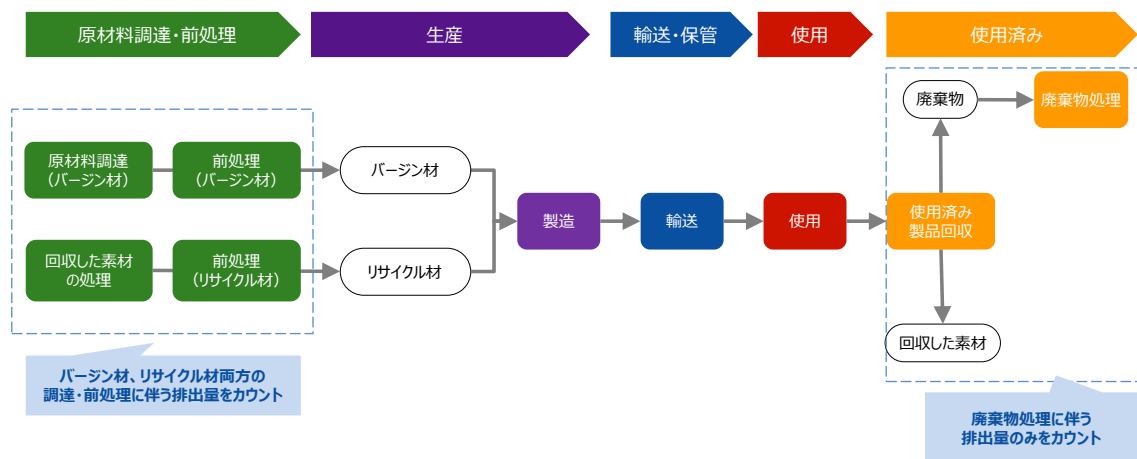 原材料調達・前処理
生産
輸送・保管
使用
使用済み
廃棄物
廃棄物処理
原材料調達
（バージン材）
前処理
（バージン材）
バージン材
製造
輸送
使用
使用済み
製品回収
回収した素材
の処理
前処理
（リサイクル材）
リサイクル材
回収した素材
バージン材、リサイクル材両方の
調達・前処理に伴う排出量をカウント
廃棄物処理に伴う
排出量のみをカウント